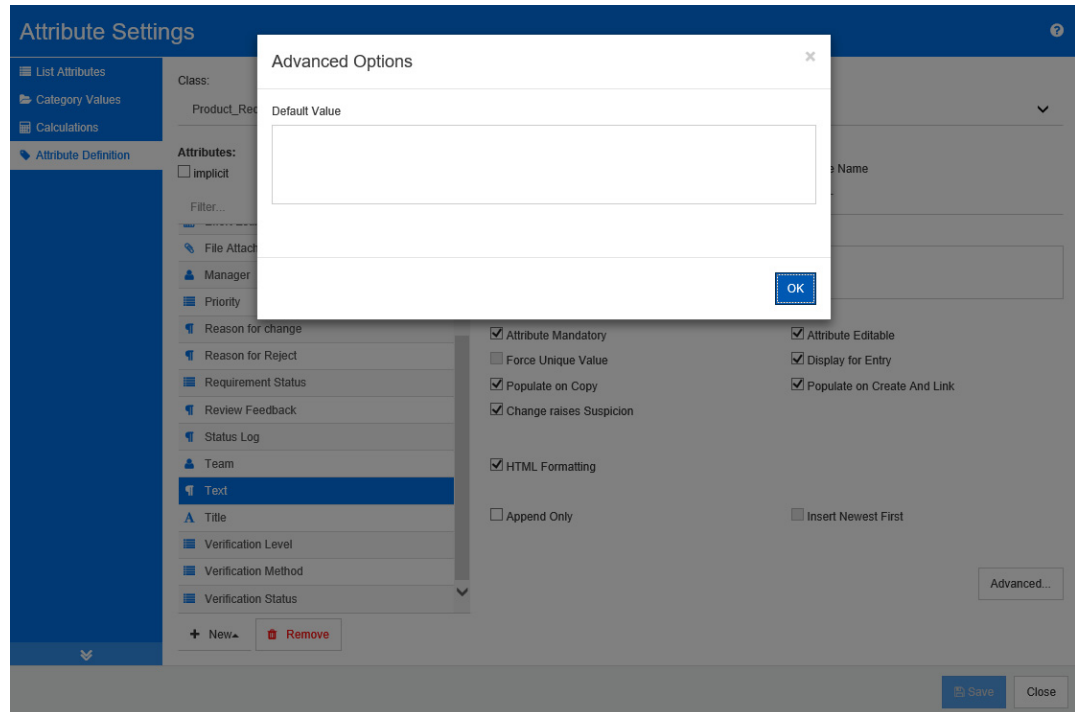 Attribute Settings
List Attributes
Category Values
Calculations
Attribute Definition
Class:
Attributes:
implicit
Filter...
File Attach
Manager
Priority
Reason for change
Reason for Reject
Requirement Status
Review Feedback
Status Log
Team
Text
Title
Verification Level
Verification Method
Verification Status
+ New
Remove
Advanced Options
×
Default Value
OK
Name
Attribute Mandatory
Attribute Editable
Force Unique Value
Display for Entry
Populate on Copy
Populate on Create And Link
Change raises Suspicion
HTML Formatting
Append Only
Insert Newest First
Advanced...
Save
Close